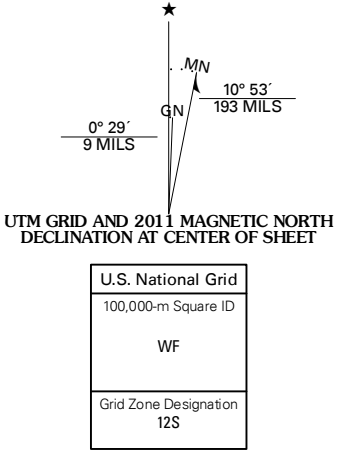 MN
10° 53´
193 MILS
GN
0° 29´
9 MILS
UTM GRID AND 2011 MAGNETIC NORTH
DECLINATION AT CENTER OF SHEET
U.S. National Grid
100,000-m Square ID
WF
Grid Zone Designation
12S